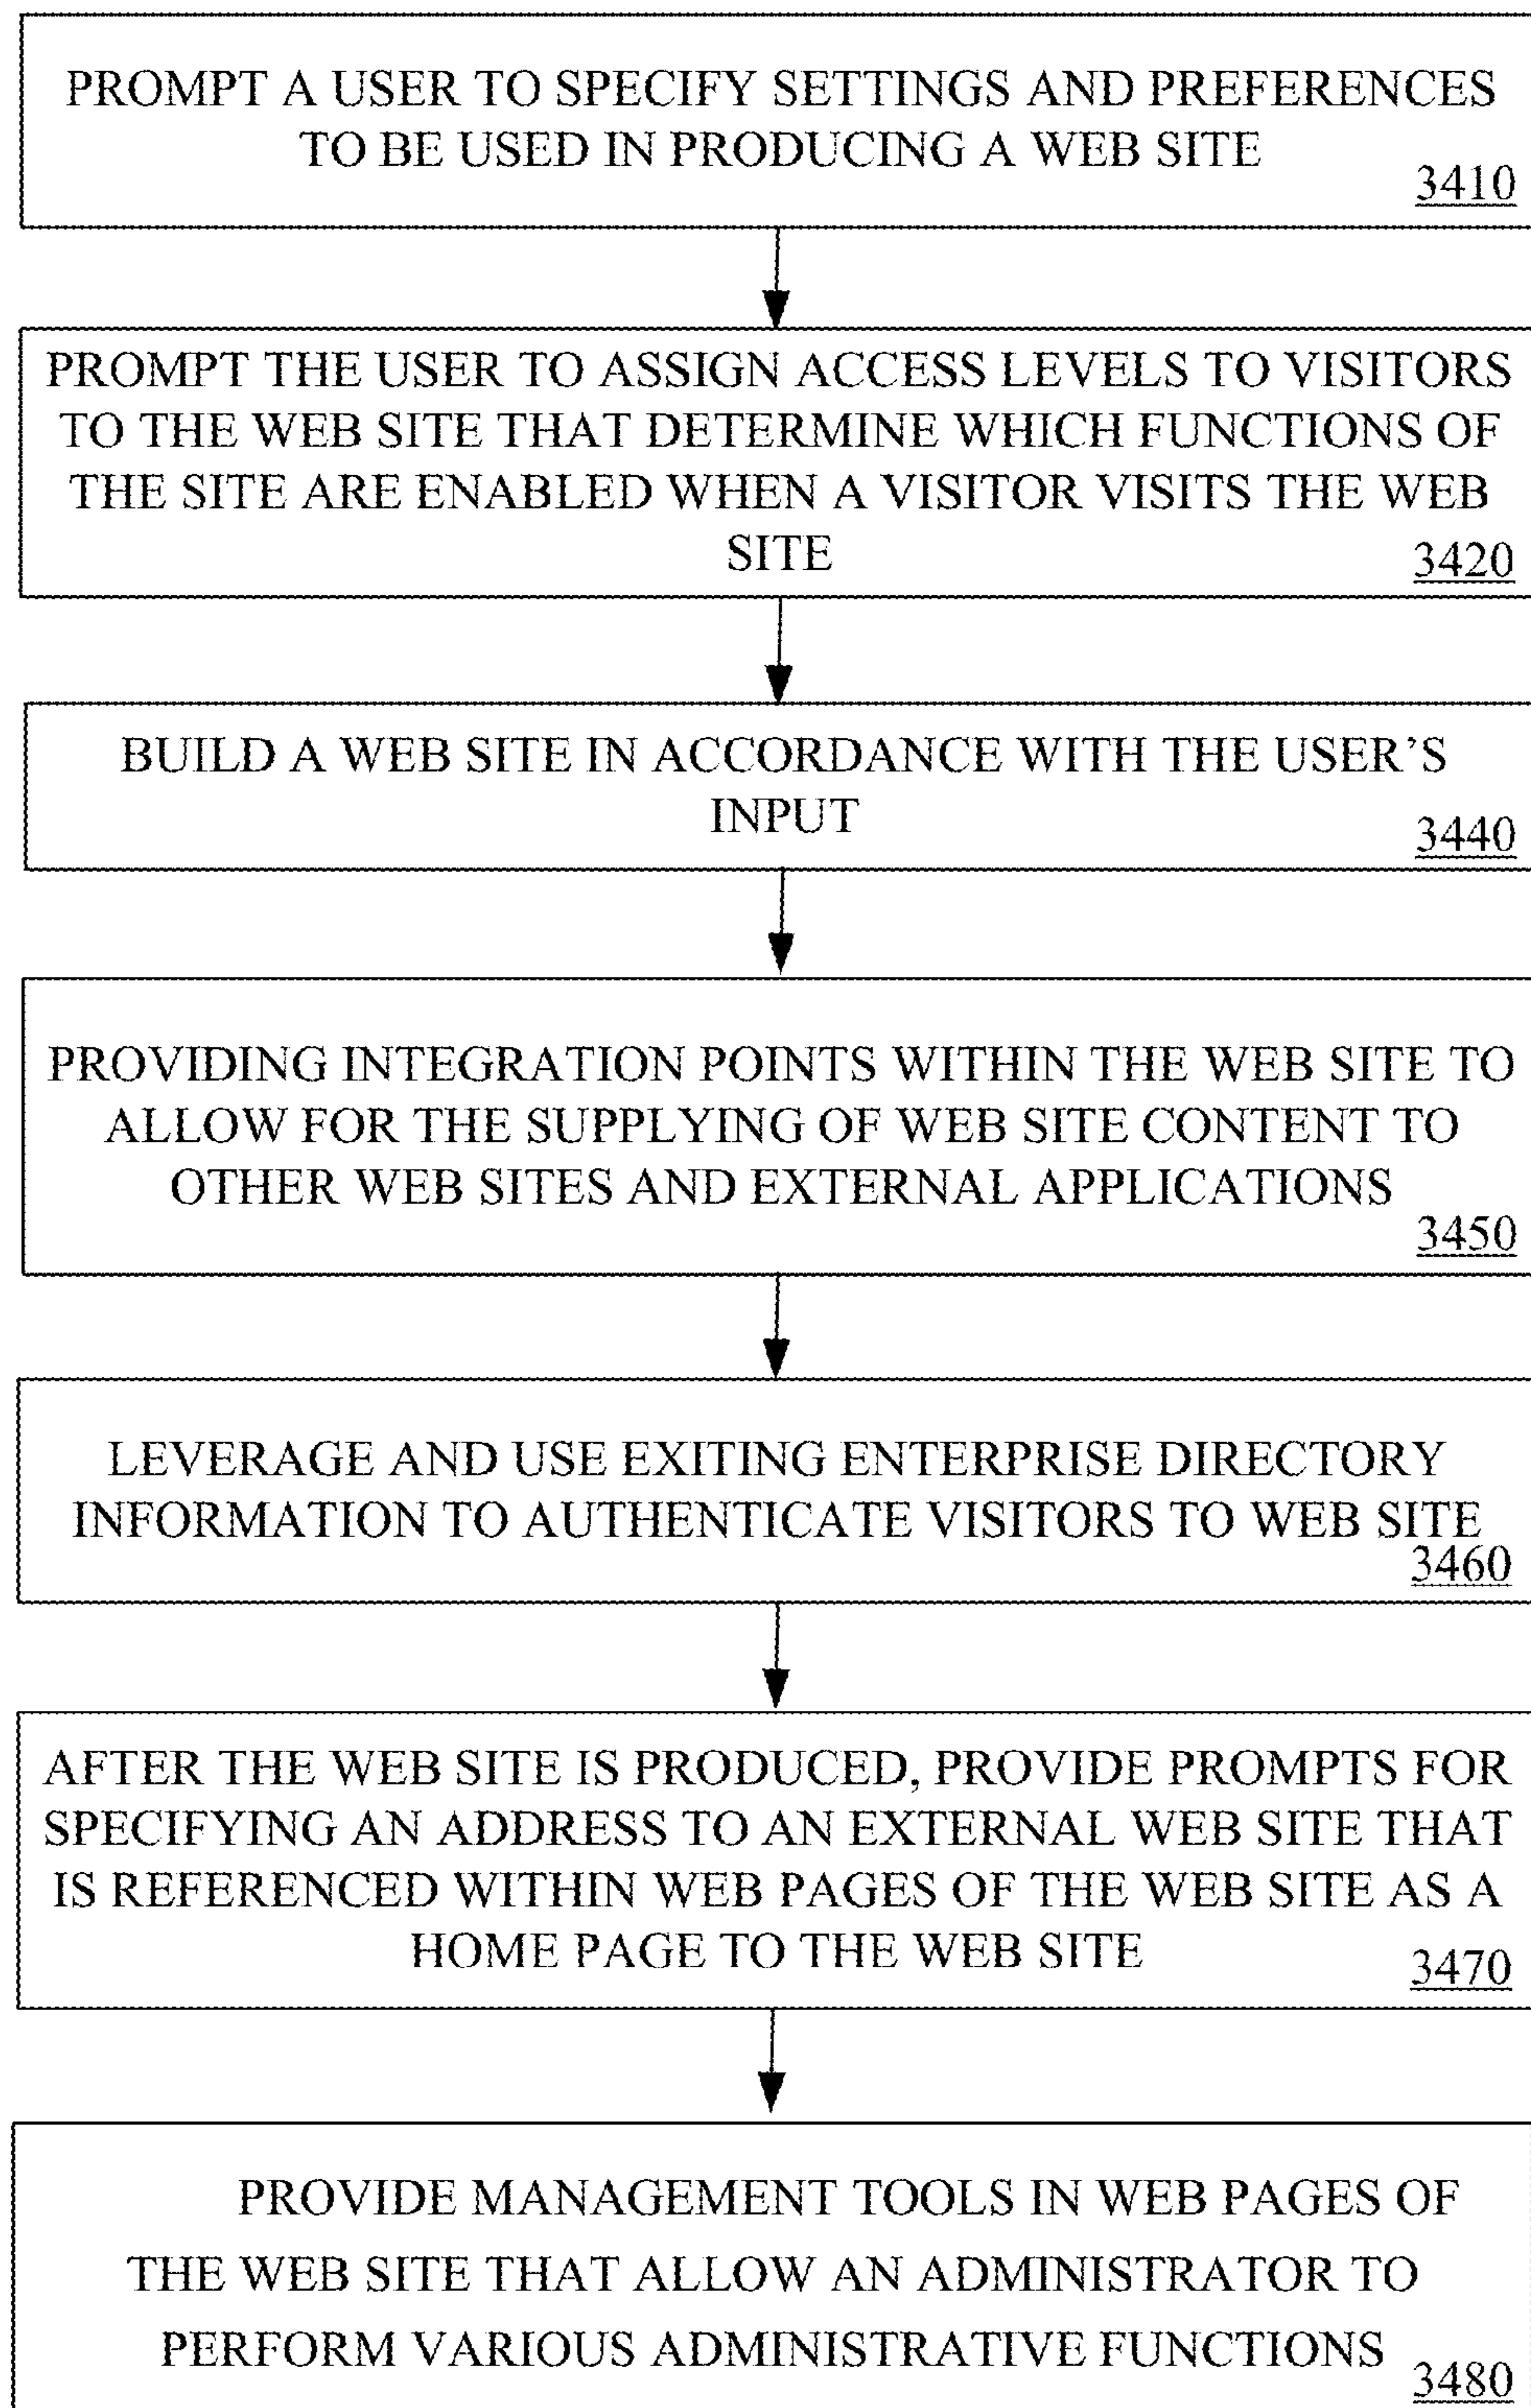 PROMPT A USER TO SPECIFY SETTINGS AND PREFERENCES
TO BE USED IN PRODUCING A WEB SITE
3410
PROMPT THE USER TO ASSIGN ACCESS LEVELS TO VISITORS
TO THE WEB SITE THAT DETERMINE WHICH FUNCTIONS OF
THE SITE ARE ENABLED WHEN A VISITOR VISITS THE WEB
SITE
3420
BUILD A WEB SITE IN ACCORDANCE WITH THE USER'S
INPUT
3440
PROVIDING INTEGRATION POINTS WITHIN THE WEB SITE TO
ALLOW FOR THE SUPPLYING OF WEB SITE CONTENT TO
OTHER WEB SITES AND EXTERNAL APPLICATIONS
3450
LEVERAGE AND USE EXITING ENTERPRISE DIRECTORY
INFORMATION TO AUTHENTICATE VISITORS TO WEB SITE
3460
AFTER THE WEB SITE IS PRODUCED, PROVIDE PROMPTS FOR
SPECIFYING AN ADDRESS TO AN EXTERNAL WEB SITE THAT
IS REFERENCED WITHIN WEB PAGES OF THE WEB SITE AS A
HOME PAGE TO THE WEB SITE
3470
PROVIDE MANAGEMENT TOOLS IN WEB PAGES OF
THE WEB SITE THAT ALLOW AN ADMINISTRATOR TO
PERFORM VARIOUS ADMINISTRATIVE FUNCTIONS
3480